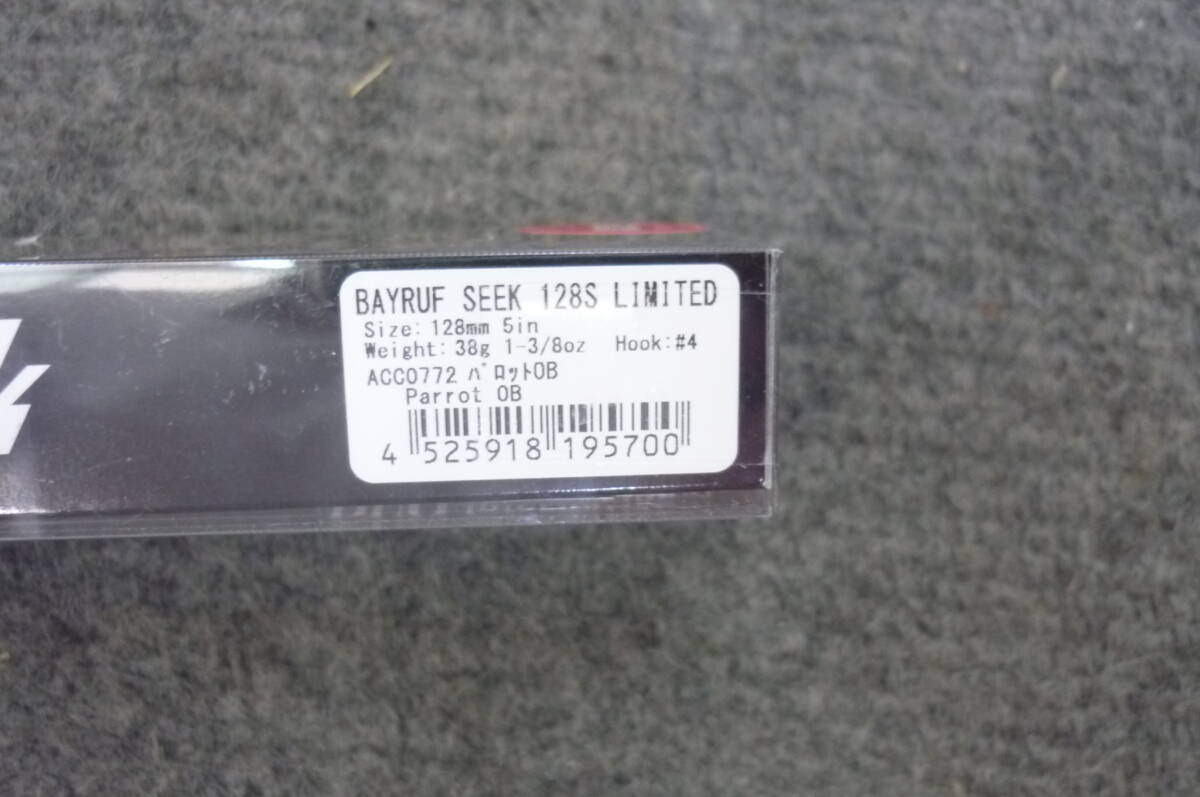 BAYRUF SEEK 128S LIMITED
Size: 128mm 5in
Weight: 38g 1-3/8oz Hook:#4
ACC0772 ﾊﾟﾛｯﾄOB
Parrot OB
4 525918 195700